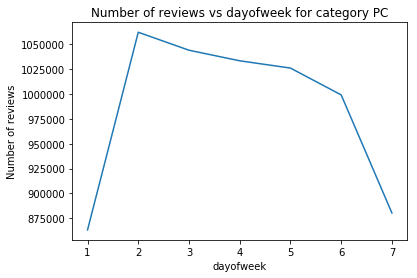 Number of reviews vs dayofweek for category PC
Number of reviews
1050000
1025000
1000000
975000
950000
925000
900000
875000
1 2 3 4 5 6 7
dayofweek